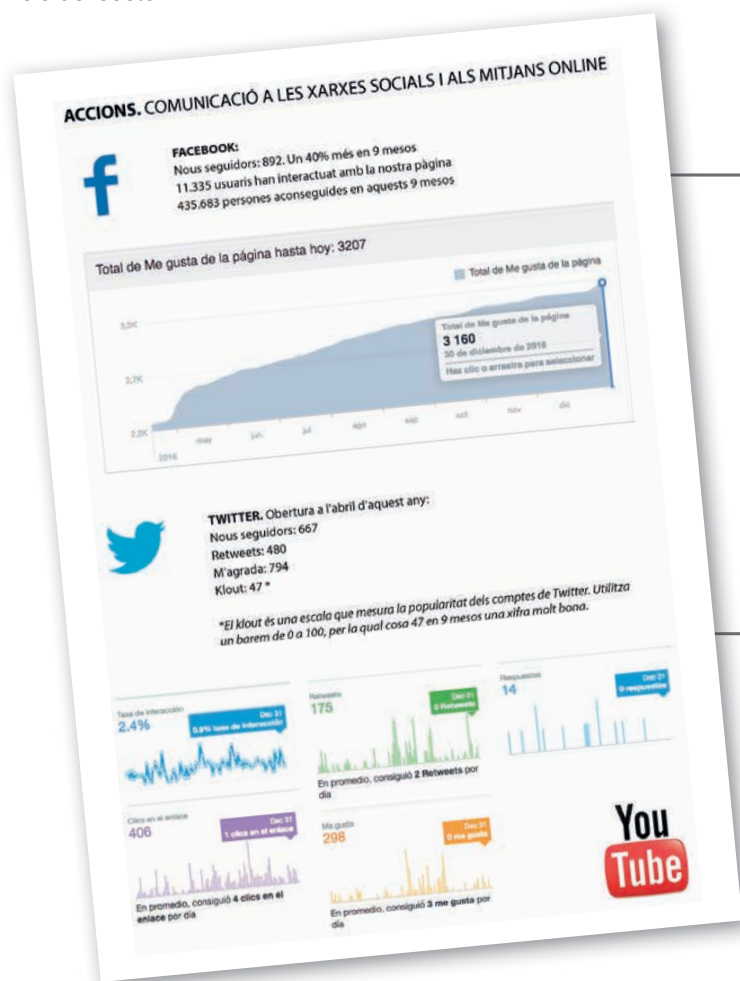 ACCIONS. COMUNICACIÓ A LES XARXES SOCIALS I ALS MITJANS ONLINE
FACEBOOK:
Nous seguidors: 892. Un 40% més en 9 mesos
11.335 usuaris han interactuat amb la nostra pàgina
435.683 persones aconseguides en aquests 9 mesos
Total de Me gusta de la página hasta hoy: 3207
Total de Me gusta de la página
3,2K
Total de Me gusta de la página
3 160
30 de diciembre de 2016
Haz clic o arrastra para seleccionar
2,7K
2,2K
may jun jul ago sep oct nov dic
2016
TWITTER. Obertura a l'abril d'aquest any:
Nous seguidors: 667
Retweets: 480
M'agrada: 794
Klout: 47 *
*El klout és una escala que mesura la popularitat dels comptes de Twitter. Utilitza
un barem de 0 a 100, per la qual cosa 47 en 9 mesos una xifra molt bona.
Tasa de interacción
2.4%
Dec 31
0.8% tasa de interacción
Retweets
175
Dec 31
0 Retweets
En promedio, consiguió 2 Retweets por
día
Respuestas
14
Dec 31
0 respuestas
Clics en el enlace
406
Dec 31
1 clics en el enlace
En promedio, consiguió 4 clics en el
enlace por día
Me gusta
298
Dec 31
0 me gusta
En promedio, consiguió 3 me gusta por
día
You
Tube